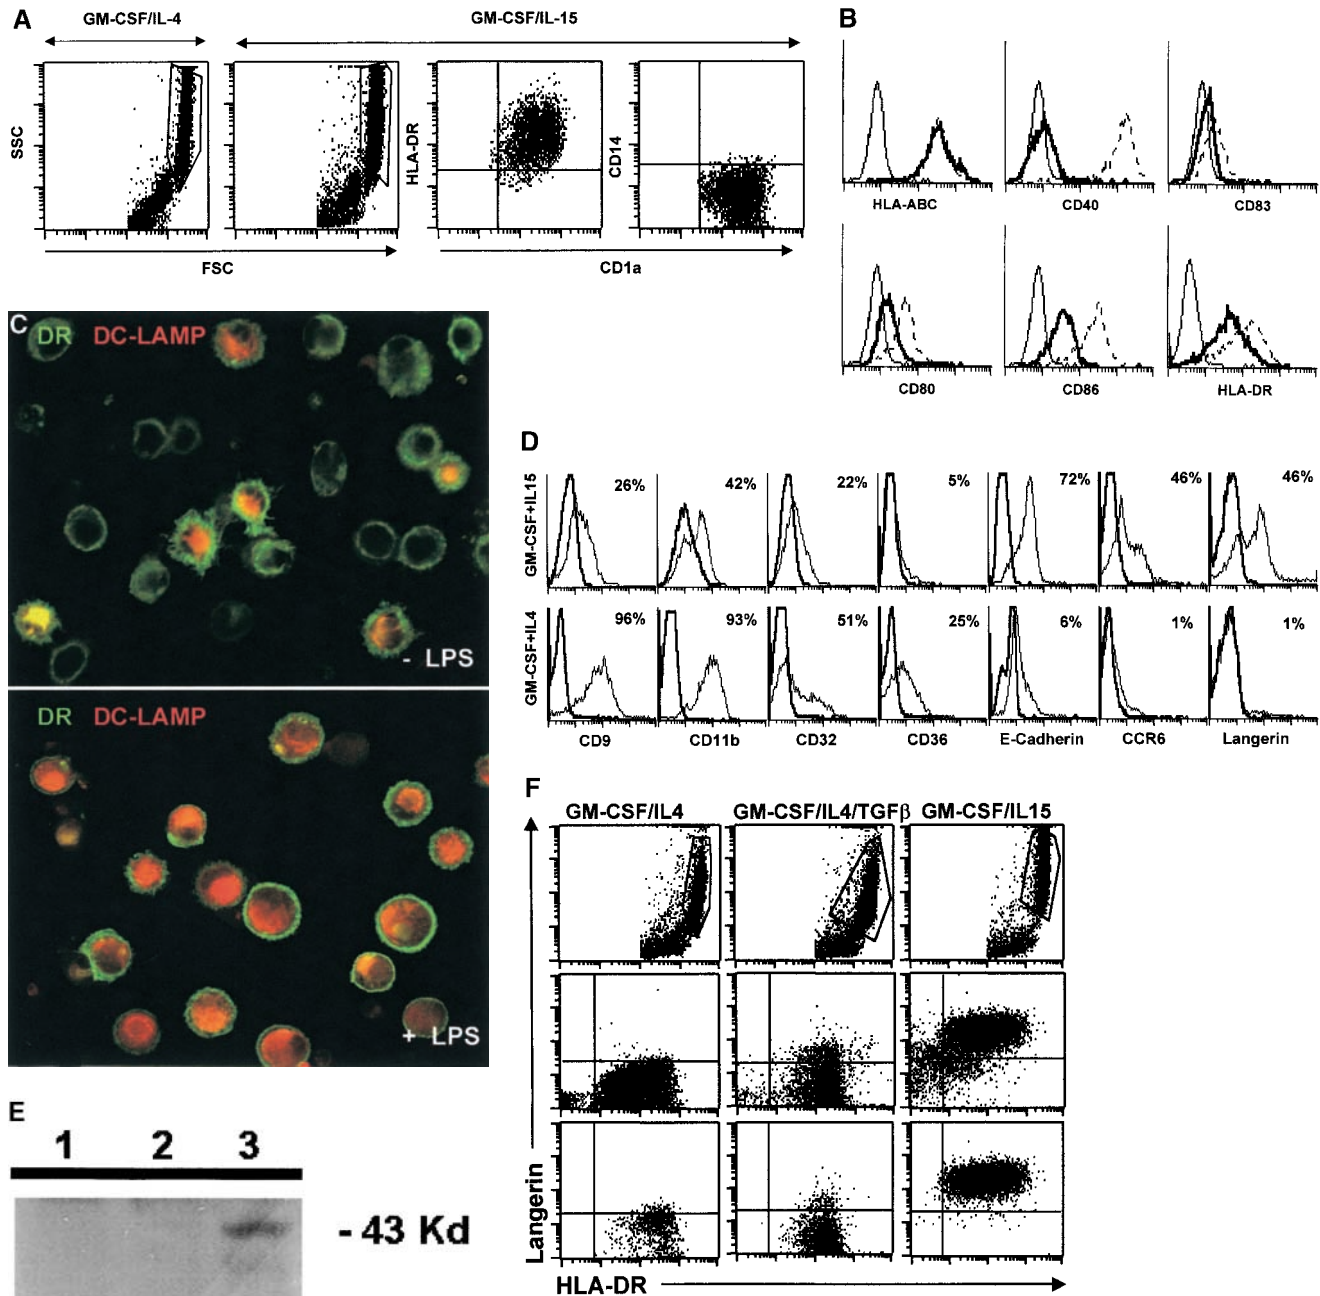 A
GM-CSF/IL-4
GM-CSF/IL-15
SSC
HLA-DR
CD14
FSC
CD1a
B
HLA-ABC
CD40
CD83
CD80
CD86
HLA-DR
C
DR DC-LAMP
- LPS
DR DC-LAMP
+ LPS
D
GM-CSF+IL15
26%
42%
22%
5%
72%
46%
46%
GM-CSF+IL4
96%
93%
51%
25%
6%
1%
1%
CD9
CD11b
CD32
CD36
E-Cadherin
CCR6
Langerin
E
1 2 3
- 43 Kd
F
GM-CSF/IL4
GM-CSF/IL4/TGFβ
GM-CSF/IL15
Langerin
HLA-DR